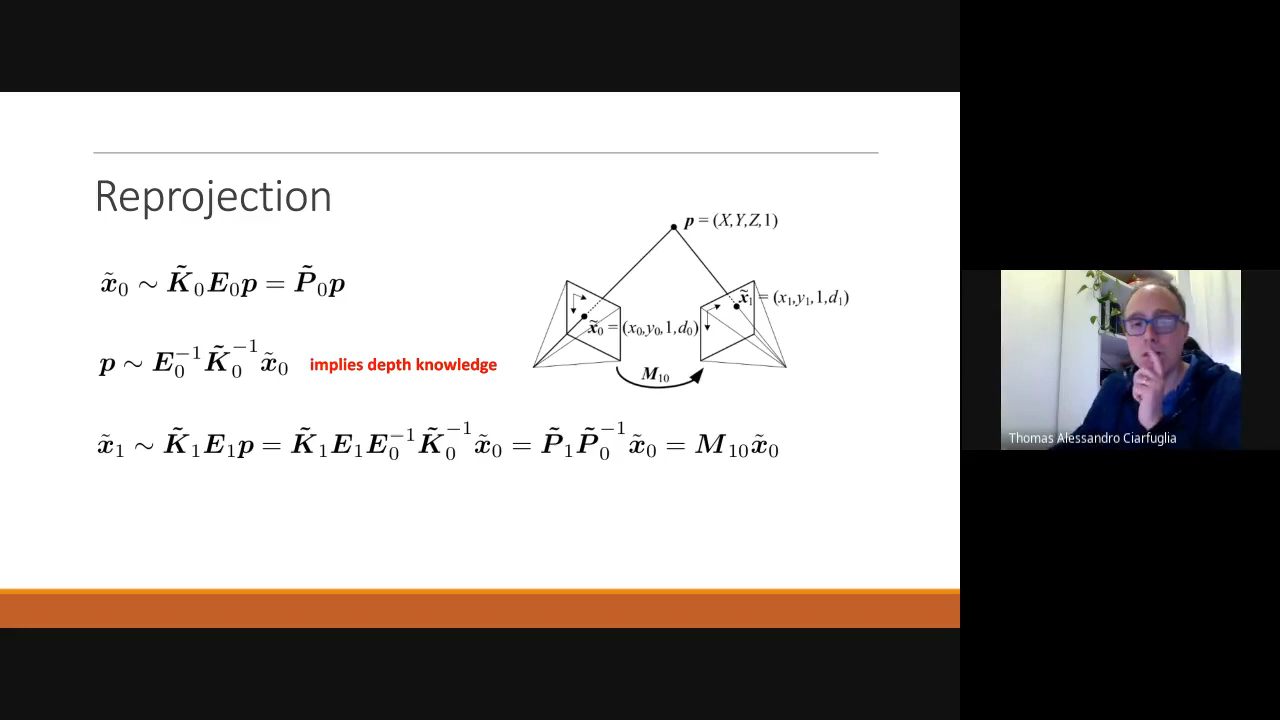 Reprojection
p = (X,Y,Z,1)
x̃₀ ∼ K̃₀E₀p = P̃₀p
x̃₁ = (x₁,y₁,1,d₁)
x̃₀ = (x₀,y₀,1,d₀)
p ∼ E₀⁻¹K̃₀⁻¹x̃₀ implies depth knowledge
M₁₀
x̃₁ ∼ K̃₁E₁p = K̃₁E₁E₀⁻¹K̃₀⁻¹x̃₀ = P̃₁P̃₀⁻¹x̃₀ = M₁₀x̃₀
Thomas Alessandro Ciarfuglia